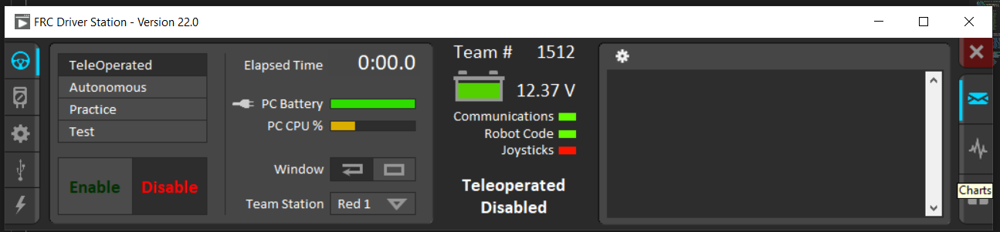 FRC Driver Station - Version 22.0
TeleOperated
Autonomous
Practice
Test
Enable
Disable
Elapsed Time 0:00.0
PC Battery
PC CPU %
Window
Team Station Red 1
Team # 1512
12.37 V
Communications
Robot Code
Joysticks
Teleoperated
Disabled
Charts